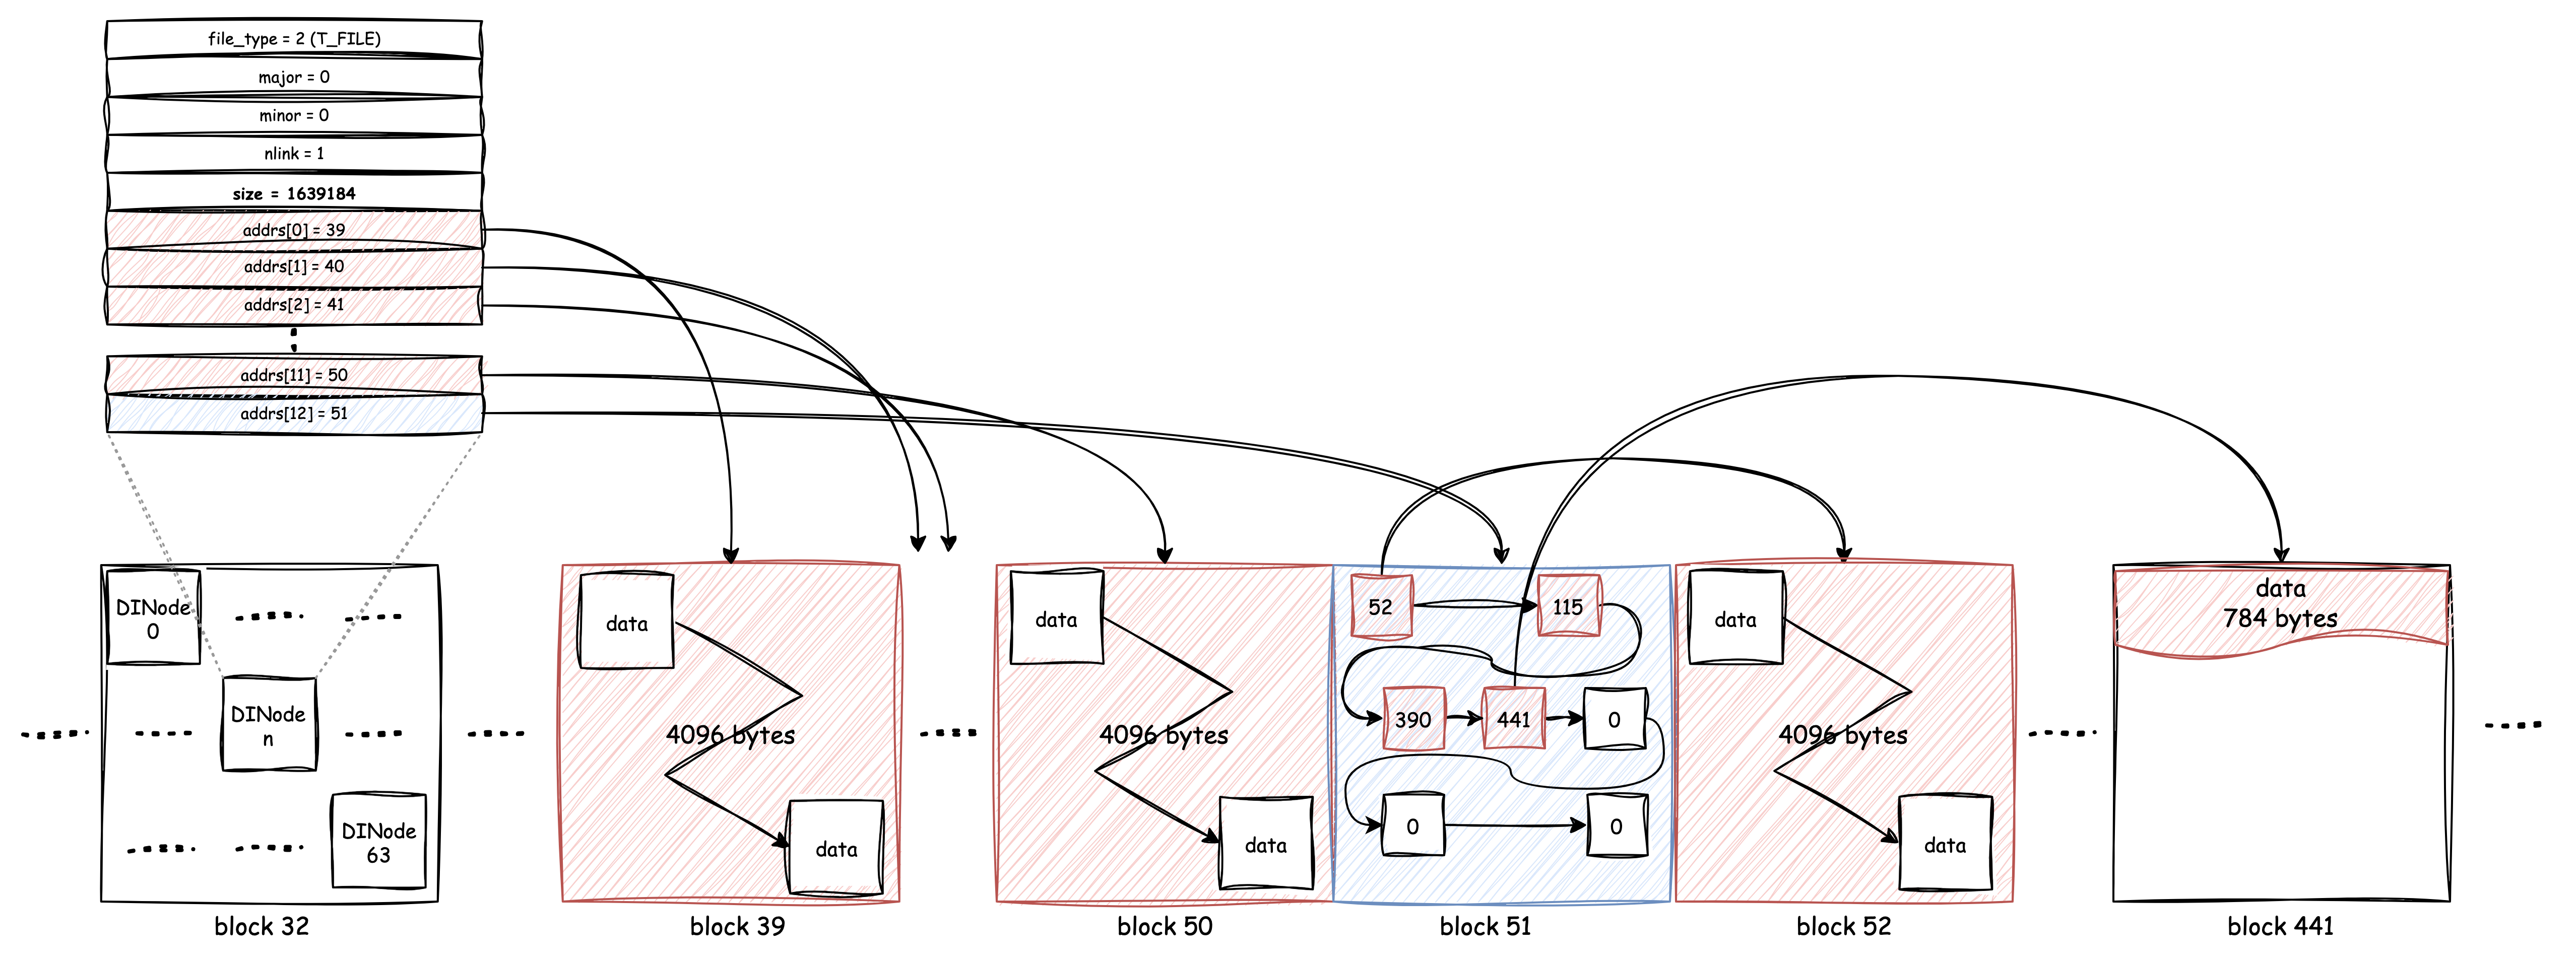 file_type = 2 (T_FILE)
major = 0
minor = 0
nlink = 1
size = 1639184
addrs[0] = 39
addrs[1] = 40
addrs[2] = 41
addrs[11] = 50
addrs[12] = 51
DINode
0
DINode
n
DINode
63
block 32
data
4096 bytes
data
block 39
data
4096 bytes
data
block 50
52
115
390
441
0
0
0
block 51
data
4096 bytes
data
block 52
data
784 bytes
block 441